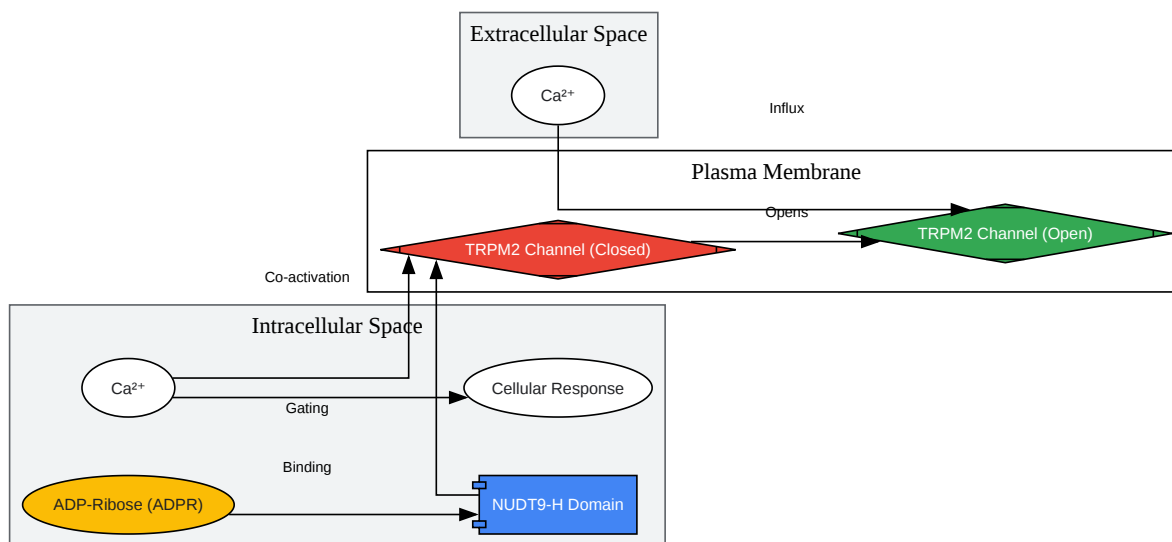 Extracellular Space
Ca²⁺
Influx
Plasma Membrane
Opens
TRPM2 Channel (Closed)
TRPM2 Channel (Open)
Co-activation
Intracellular Space
Ca²⁺
Cellular Response
Gating
Binding
ADP-Ribose (ADPR)
NUDT9-H Domain